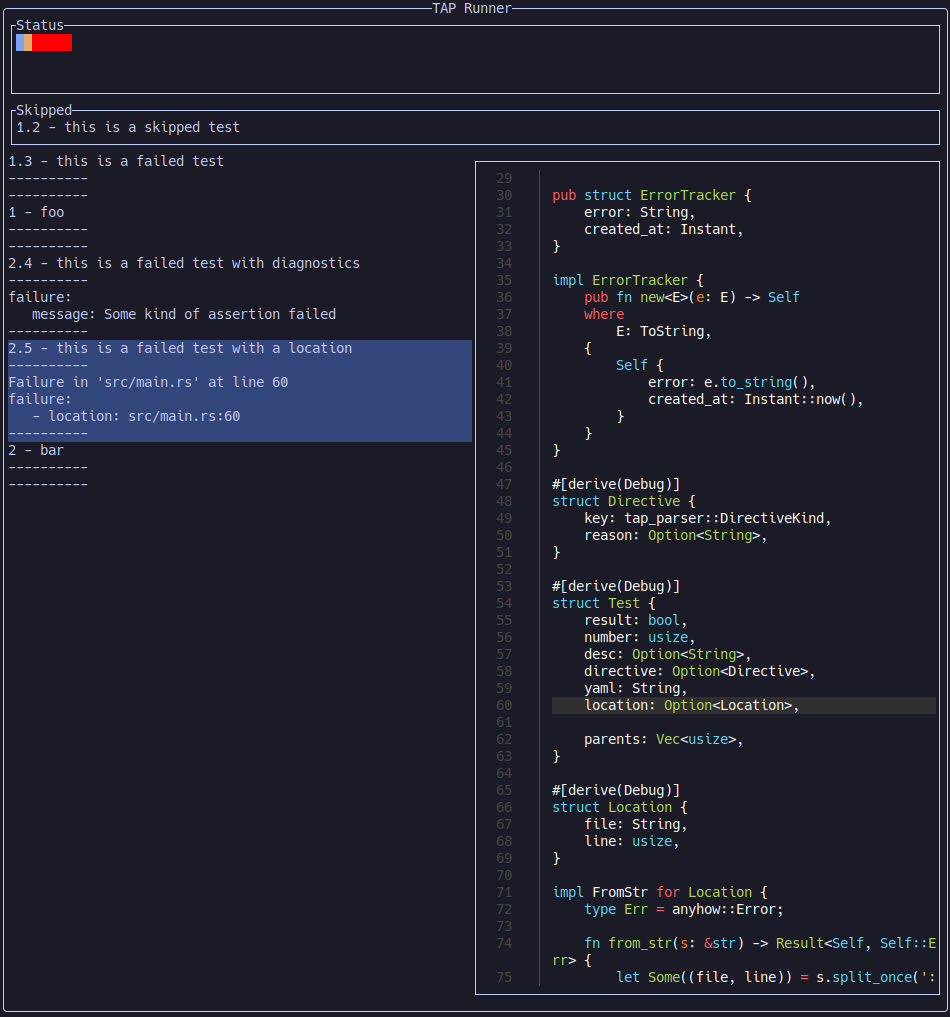 TAP Runner
Status
Skipped
1.2 - this is a skipped test
1.3 - this is a failed test
----------
----------
1 - foo
----------
----------
2.4 - this is a failed test with diagnostics
----------
failure:
   message: Some kind of assertion failed
----------
2.5 - this is a failed test with a location
----------
Failure in 'src/main.rs' at line 60
failure:
   - location: src/main.rs:60
----------
2 - bar
----------
----------
29
30 pub struct ErrorTracker {
31     error: String,
32     created_at: Instant,
33 }
34
35 impl ErrorTracker {
36     pub fn new<E>(e: E) -> Self
37     where
38         E: ToString,
39     {
40         Self {
41             error: e.to_string(),
42             created_at: Instant::now(),
43         }
44     }
45 }
46
47 #[derive(Debug)]
48 struct Directive {
49     key: tap_parser::DirectiveKind,
50     reason: Option<String>,
51 }
52
53 #[derive(Debug)]
54 struct Test {
55     result: bool,
56     number: usize,
57     desc: Option<String>,
58     directive: Option<Directive>,
59     yaml: String,
60     location: Option<Location>,
61
62     parents: Vec<usize>,
63 }
64
65 #[derive(Debug)]
66 struct Location {
67     file: String,
68     line: usize,
69 }
70
71 impl FromStr for Location {
72     type Err = anyhow::Error;
73
74     fn from_str(s: &str) -> Result<Self, Self::E
rr> {
75         let Some((file, line)) = s.split_once(':